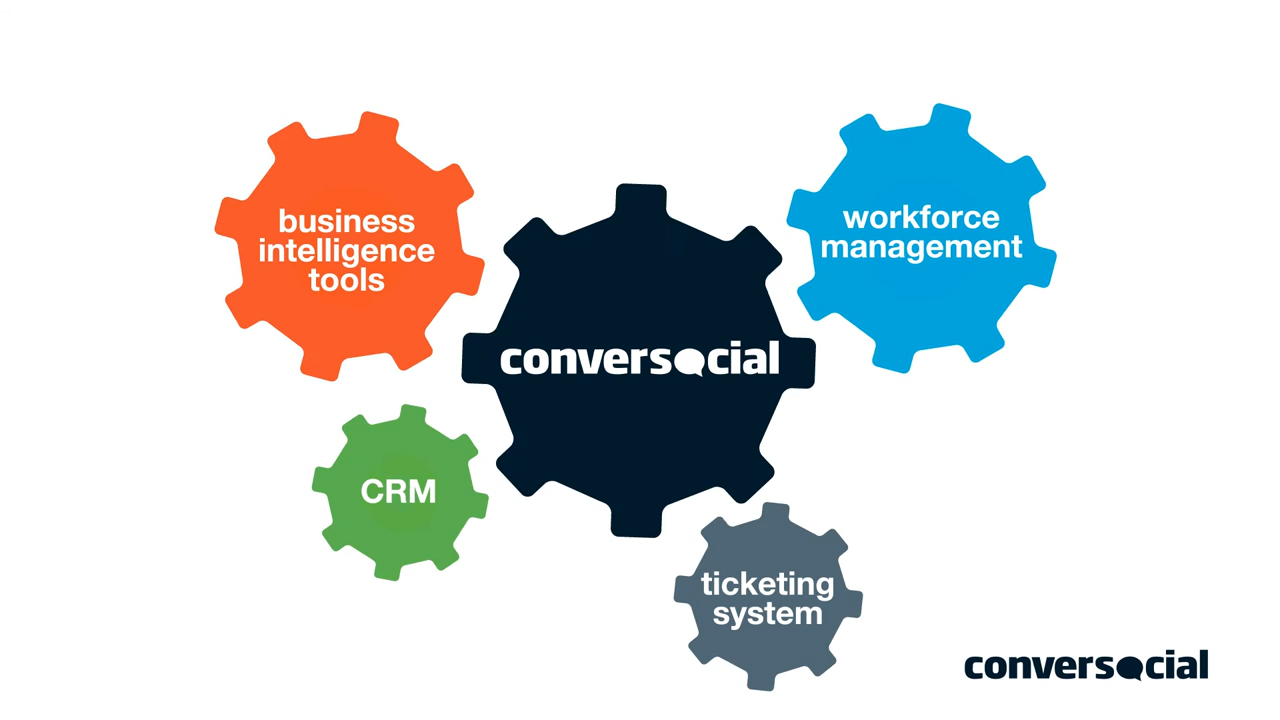 business
intelligence
tools
workforce
management
conversocial
CRM
ticketing
system
conversocial